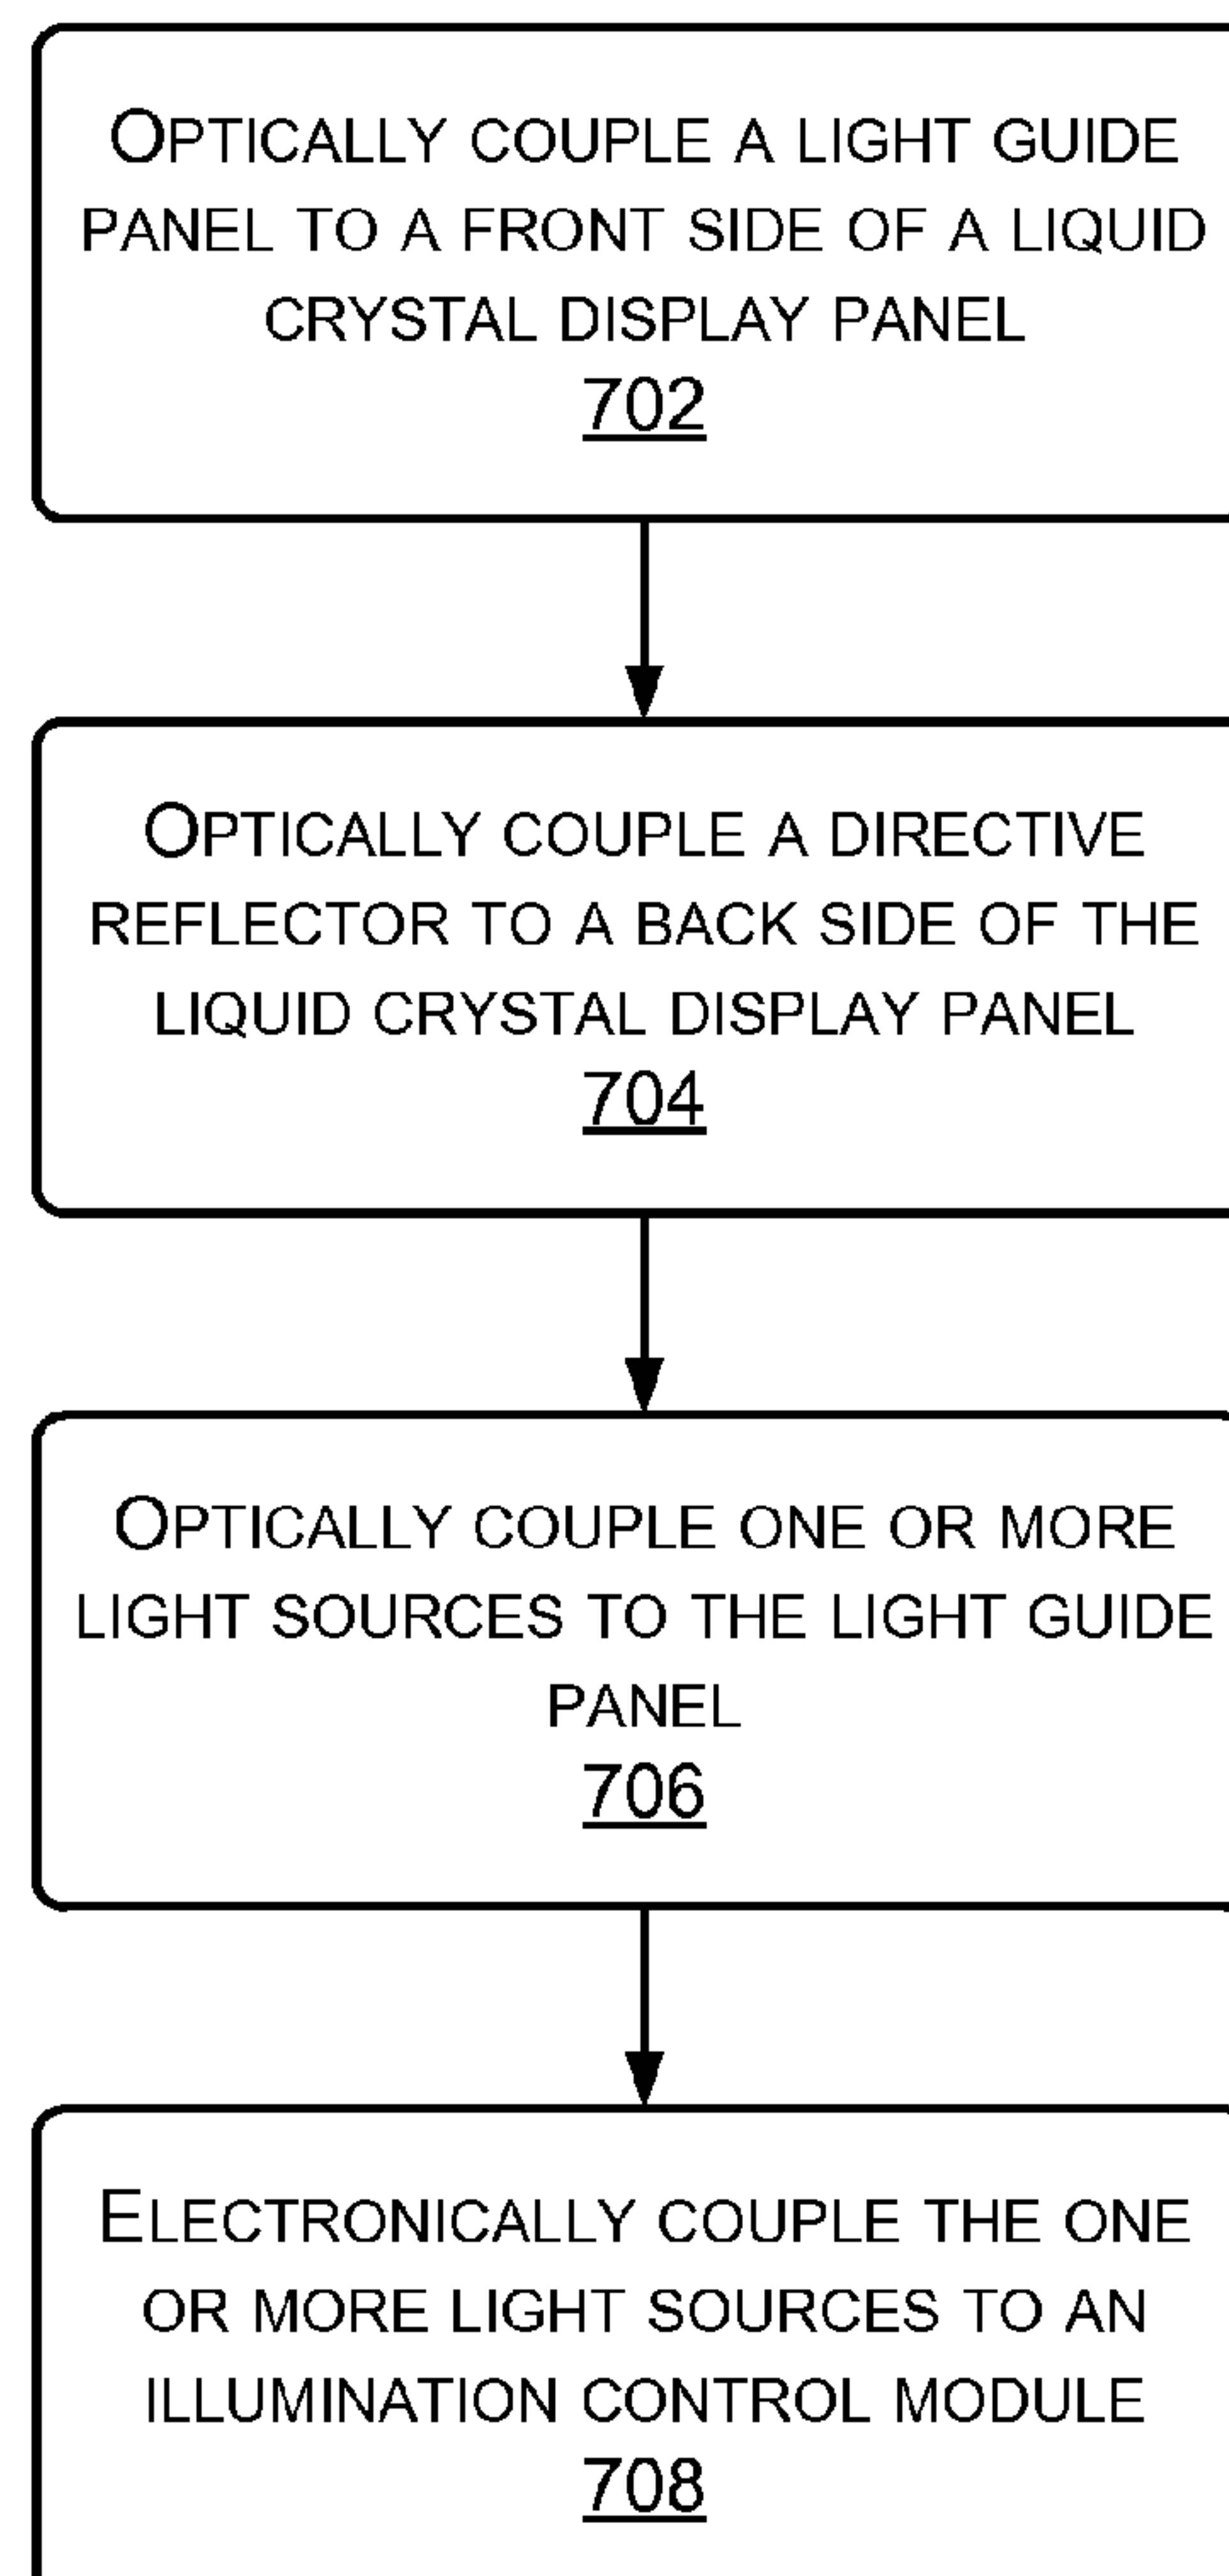 OPTICALLY COUPLE A LIGHT GUIDE
PANEL TO A FRONT SIDE OF A LIQUID
CRYSTAL DISPLAY PANEL
702
OPTICALLY COUPLE A DIRECTIVE
REFLECTOR TO A BACK SIDE OF THE
LIQUID CRYSTAL DISPLAY PANEL
704
OPTICALLY COUPLE ONE OR MORE
LIGHT SOURCES TO THE LIGHT GUIDE
PANEL
706
ELECTRONICALLY COUPLE THE ONE
OR MORE LIGHT SOURCES TO AN
ILLUMINATION CONTROL MODULE
708